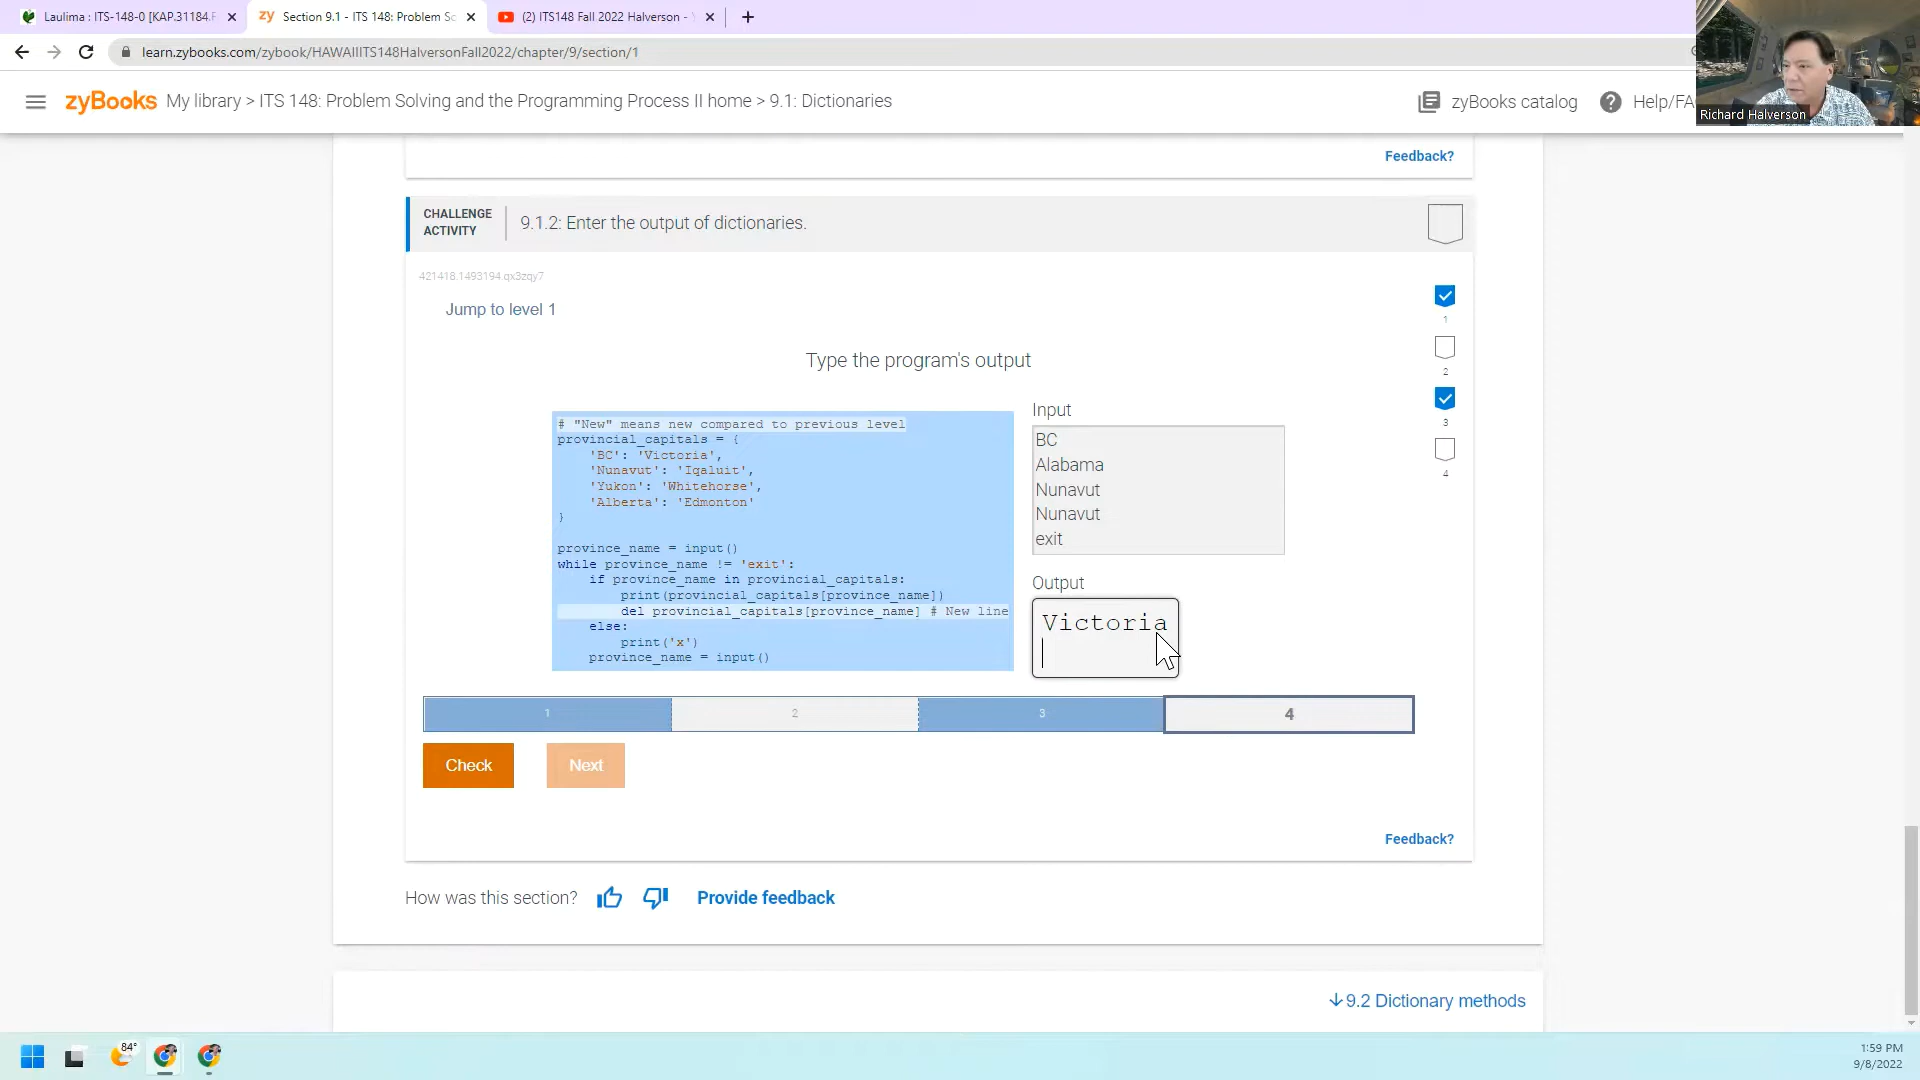 Laulima : ITS-148-0 [KAP.31184.F
zy Section 9.1 - ITS 148: Problem So
(2) ITS148 Fall 2022 Halverson -
learn.zybooks.com/zybook/HAWAIIITS148HalversonFall2022/chapter/9/section/1
zyBooks My library > ITS 148: Problem Solving and the Programming Process II home > 9.1: Dictionaries
zyBooks catalog
? Help/FA
Richard Halverson
Feedback?
CHALLENGE
ACTIVITY
9.1.2: Enter the output of dictionaries.
421418.1493194.qx3zqy7
Jump to level 1
1
2
3
4
Type the program's output
# "New" means new compared to previous level
provincial_capitals = {
'BC': 'Victoria',
'Nunavut': 'Iqaluit',
'Yukon': 'Whitehorse',
'Alberta': 'Edmonton'
}
province_name = input()
while province_name != 'exit':
if province_name in provincial_capitals:
print(provincial_capitals[province_name])
del provincial_capitals[province_name] # New line
else:
print('x')
province_name = input()
Input
BC
Alabama
Nunavut
Nunavut
exit
Output
Victoria
1
2
3
4
Check
Next
Feedback?
How was this section?
Provide feedback
9.2 Dictionary methods
84°
1:59 PM
9/8/2022